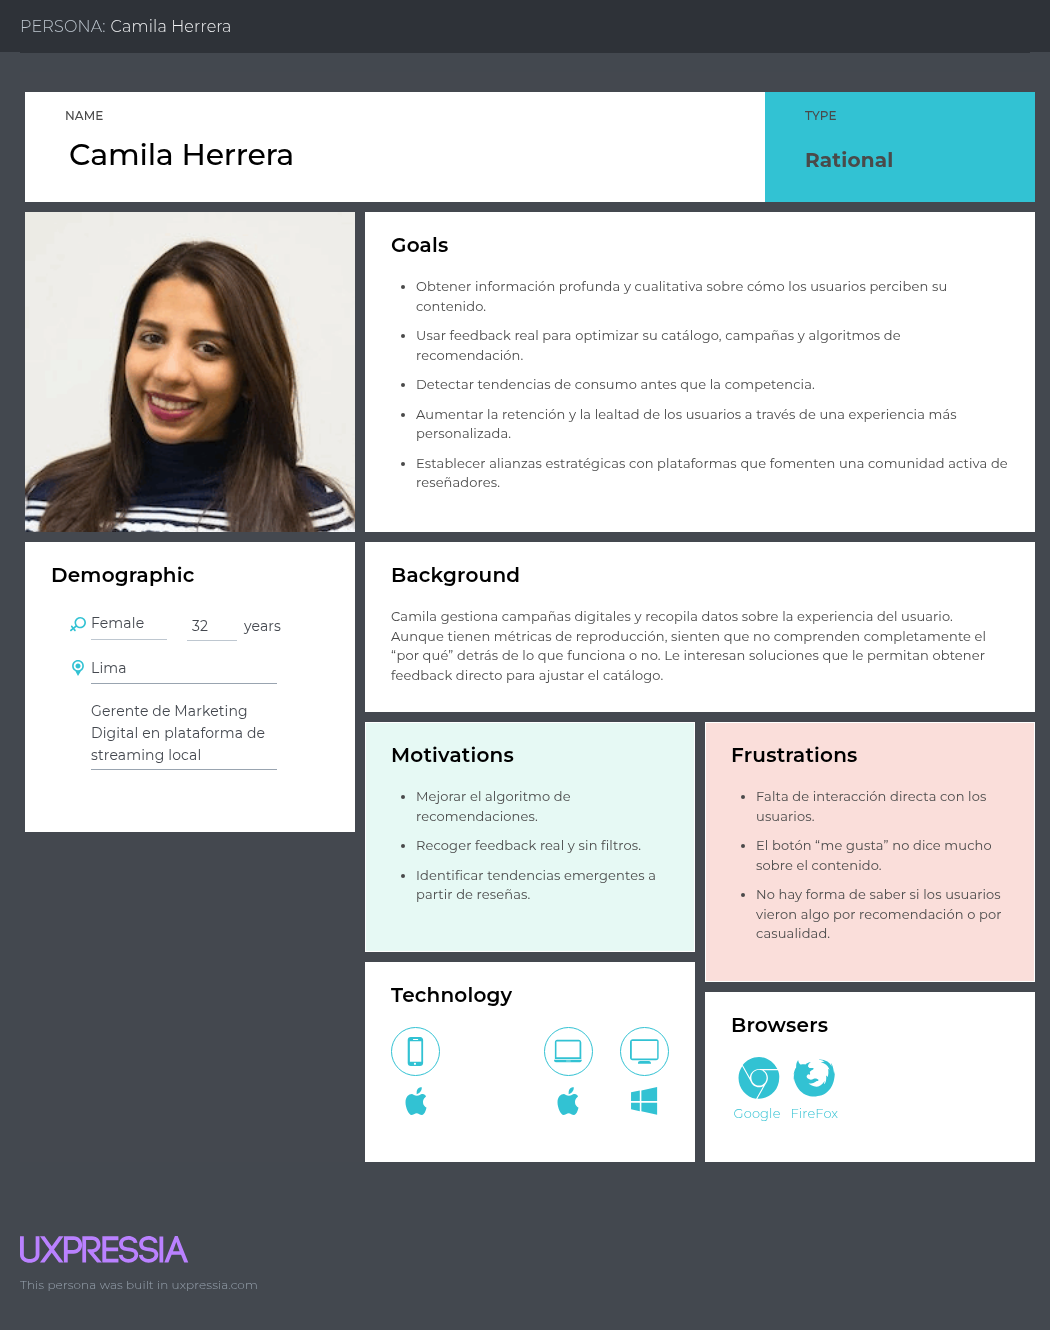 PERSONA: Camila Herrera
NAME
Camila Herrera
TYPE
Rational
Goals
• Obtener información profunda y cualitativa sobre cómo los usuarios perciben su
contenido.
• Usar feedback real para optimizar su catálogo, campañas y algoritmos de
recomendación.
• Detectar tendencias de consumo antes que la competencia.
• Aumentar la retención y la lealtad de los usuarios a través de una experiencia más
personalizada.
• Establecer alianzas estratégicas con plataformas que fomenten una comunidad activa de
reseñadores.
Demographic
Female 32 years
Lima
Gerente de Marketing
Digital en plataforma de
streaming local
Background
Camila gestiona campañas digitales y recopila datos sobre la experiencia del usuario.
Aunque tienen métricas de reproducción, sienten que no comprenden completamente el
“por qué” detrás de lo que funciona o no. Le interesan soluciones que le permitan obtener
feedback directo para ajustar el catálogo.
Motivations
• Mejorar el algoritmo de
recomendaciones.
• Recoger feedback real y sin filtros.
• Identificar tendencias emergentes a
partir de reseñas.
Frustrations
• Falta de interacción directa con los
usuarios.
• El botón “me gusta” no dice mucho
sobre el contenido.
• No hay forma de saber si los usuarios
vieron algo por recomendación o por
casualidad.
Technology
Browsers
Google FireFox
UXPRESSIA
This persona was built in uxpressia.com